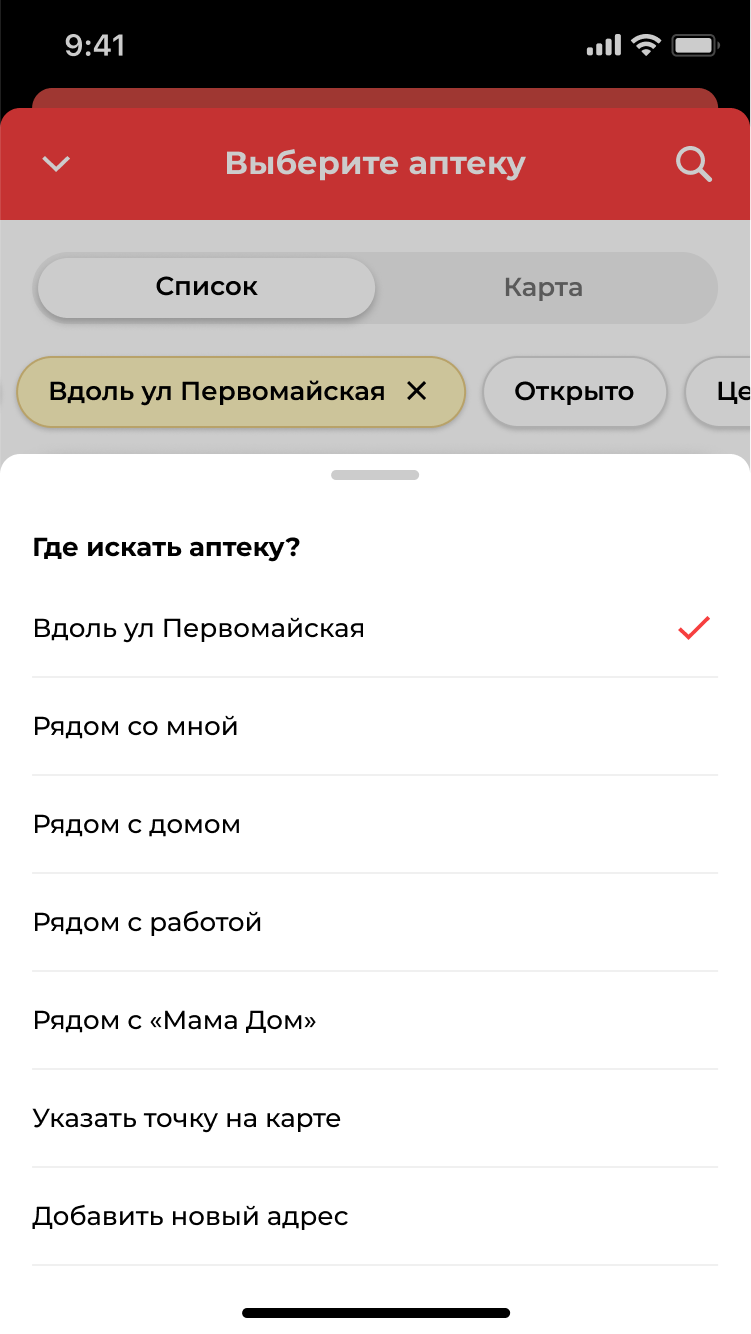 9:41
Выберите аптеку
Список
Карта
Вдоль ул Первомайская
Открыто
Це
Где искать аптеку?
Вдоль ул Первомайская
Рядом со мной
Рядом с домом
Рядом с работой
Рядом с «Мама Дом»
Указать точку на карте
Добавить новый адрес